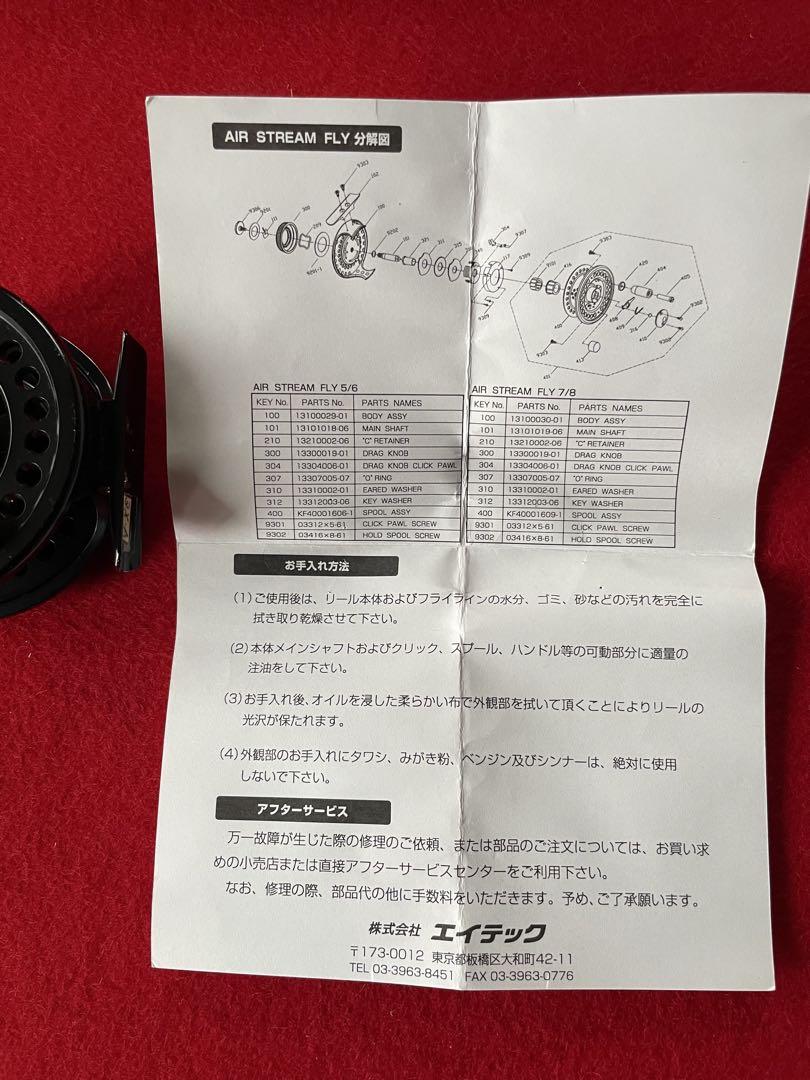 AIR STREAM FLY 分解図
AIR STREAM FLY 5/6
KEY No. PARTS No. PARTS NAMES
100 13100029-01 BODY ASSY
101 13101018-06 MAIN SHAFT
210 13210002-06 "C" RETAINER
300 13300019-01 DRAG KNOB
304 13304006-01 DRAG KNOB CLICK PAWL
307 13307005-07 "O" RING
310 13310002-01 EARED WASHER
312 13312003-06 KEY WASHER
400 KF40001606-1 SPOOL ASSY
9301 03312×5-61 CLICK PAWL SCREW
9302 03416×8-61 HOLD SPOOL SCREW
AIR STREAM FLY 7/8
KEY No. PARTS No. PARTS NAMES
100 13100030-01 BODY ASSY
101 13101019-06 MAIN SHAFT
210 13210002-06 "C" RETAINER
300 13300019-01 DRAG KNOB
304 13304006-01 DRAG KNOB CLICK PAWL
307 13307005-07 "O" RING
310 13310002-01 EARED WASHER
312 13312003-06 KEY WASHER
400 KF40001609-1 SPOOL ASSY
9301 03312×5-61 CLICK PAWL SCREW
9302 03416×8-61 HOLD SPOOL SCREW
お手入れ方法
(1)ご使用後は、リール本体およびフライラインの水分、ゴミ、砂などの汚れを完全に
拭き取り乾燥させて下さい。
(2)本体メインシャフトおよびクリック、スプール、ハンドル等の可動部分に適量の
注油をして下さい。
(3)お手入れ後、オイルを浸した柔らかい布で外観部を拭いて頂くことによりリールの
光沢が保たれます。
(4)外観部のお手入れにタワシ、みがき粉、ベンジン及びシンナーは、絶対に使用
しないで下さい。
アフターサービス
万一故障が生じた際の修理のご依頼、または部品のご注文については、お買い求
めの小売店または直接アフターサービスセンターをご利用下さい。
なお、修理の際、部品代の他に手数料をいただきます。予め、ご了承願います。
株式会社 エイテック
〒173-0012 東京都板橋区大和町42-11
TEL 03-3963-8451 FAX 03-3963-0776